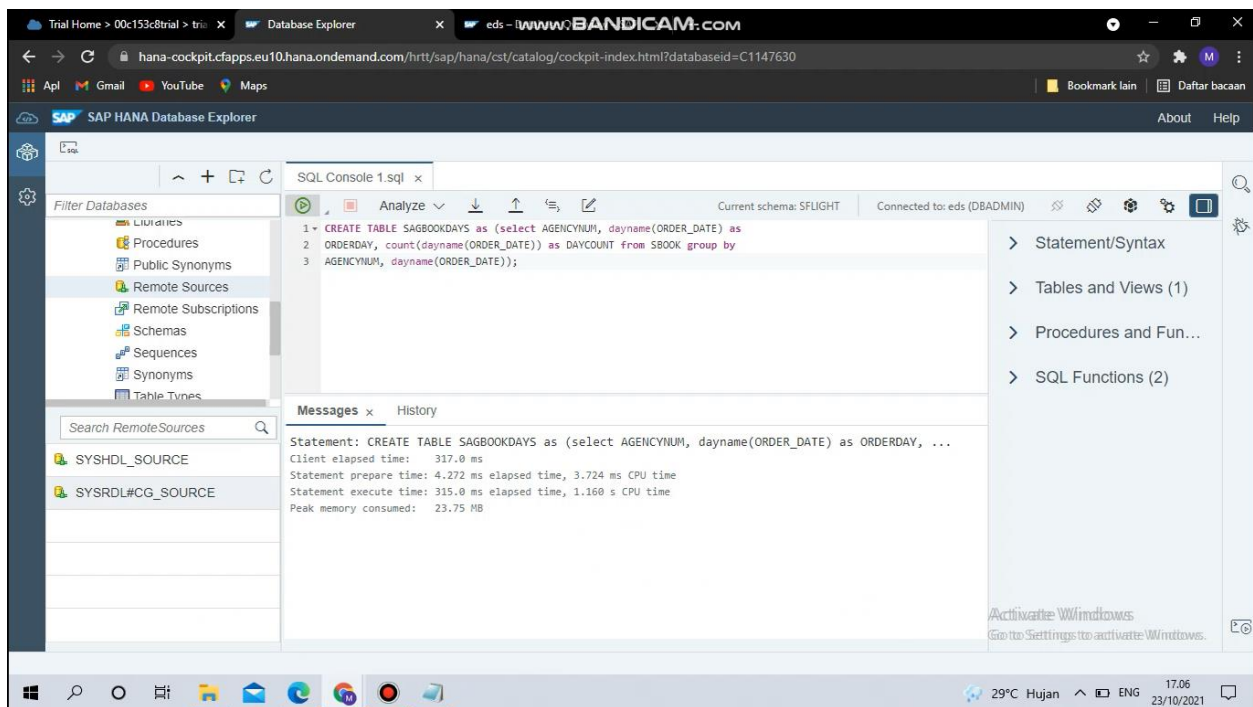 Trial Home > 00c153c8trial > tria
Database Explorer
eds –
www.BANDICAM.com
hana-cockpit.cfapps.eu10.hana.ondemand.com/hrtt/sap/hana/cst/catalog/cockpit-index.html?databaseid=C1147630
M
Apl
Gmail
YouTube
Maps
Bookmark lain
Daftar bacaan
SAP SAP HANA Database Explorer
About Help
SQL Console 1.sql
Filter Databases
Analyze
Current schema: SFLIGHT
Connected to: eds (DBADMIN)
Libraries
Procedures
Public Synonyms
Remote Sources
Remote Subscriptions
Schemas
Sequences
Synonyms
Table Types
1 CREATE TABLE SAGBOOKDAYS as (select AGENCYNUM, dayname(ORDER_DATE) as
2 ORDERDAY, count(dayname(ORDER_DATE)) as DAYCOUNT from SBOOK group by
3 AGENCYNUM, dayname(ORDER_DATE));
Statement/Syntax
Tables and Views (1)
Procedures and Fun...
SQL Functions (2)
Search RemoteSources
SYSHDL_SOURCE
SYSRDL#CG_SOURCE
Messages
History
Statement: CREATE TABLE SAGBOOKDAYS as (select AGENCYNUM, dayname(ORDER_DATE) as ORDERDAY, ...
Client elapsed time: 317.0 ms
Statement prepare time: 4.272 ms elapsed time, 3.724 ms CPU time
Statement execute time: 315.0 ms elapsed time, 1.160 s CPU time
Peak memory consumed: 23.75 MB
Activate Windows
Go to Settings to activate Windows.
29°C Hujan
ENG
17.06
23/10/2021